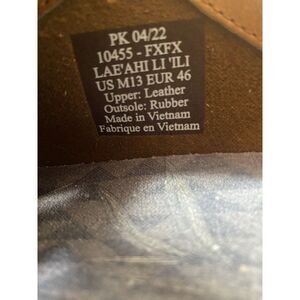 PK 04/22
10455 - FXFX
LAE'AHI LI 'ILI
US M13 EUR 46
Upper: Leather
Outsole: Rubber
Made in Vietnam
Fabrique en Vietnam